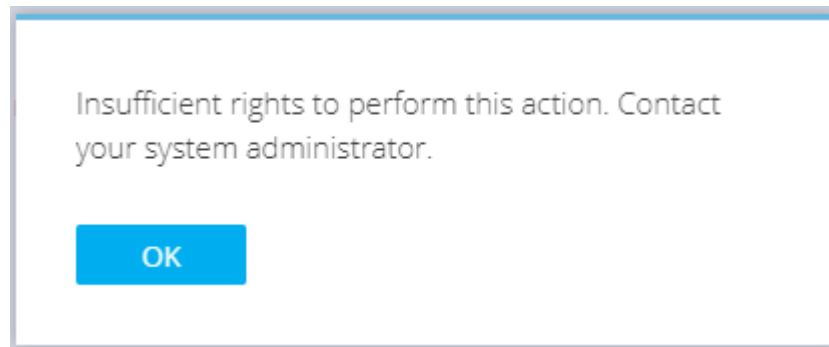 Insufficient rights to perform this action. Contact
your system administrator.
OK